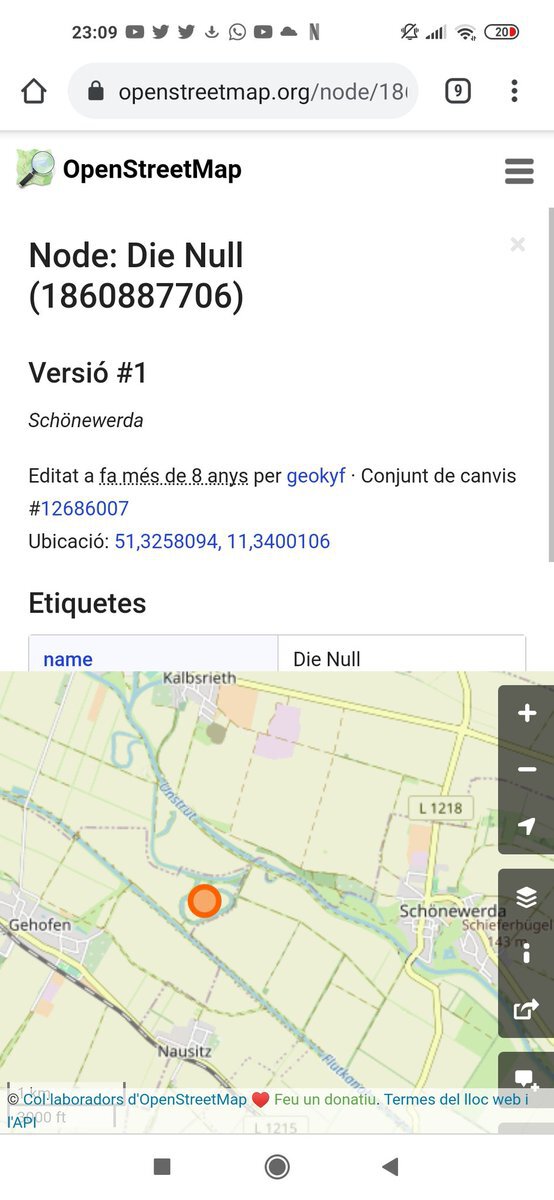 23:09
20
openstreetmap.org/node/186
9
OpenStreetMap
Node: Die Null
(1860887706)
Versió #1
Schönewerda
Editat a fa més de 8 anys per geokyf · Conjunt de canvis
#12686007
Ubicació: 51,3258094, 11,3400106
Etiquetes
name Die Null
Kalbsrieth
Unstrut
L 1218
Schönewerda
Schieferhügel
143 m
Gehofen
Nausitz
Flutkan
1 km
3000 ft
© Col·laboradors d'OpenStreetMap ❤️ Feu un donatiu. Termes del lloc web i
l'API
L 1215